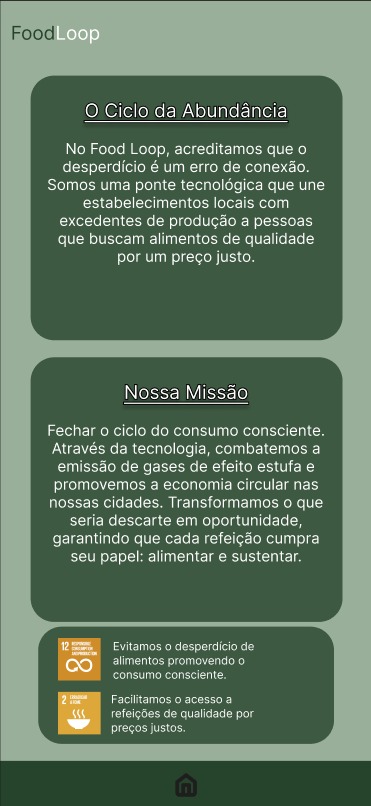 FoodLoop
O Ciclo da Abundância
No Food Loop, acreditamos que o
desperdício é um erro de conexão.
Somos uma ponte tecnológica que une
estabelecimentos locais com
excedentes de produção a pessoas
que buscam alimentos de qualidade
por um preço justo.
Nossa Missão
Fechar o ciclo do consumo consciente.
Através da tecnologia, combatemos a
emissão de gases de efeito estufa e
promovemos a economia circular nas
nossas cidades. Transformamos o que
seria descarte em oportunidade,
garantindo que cada refeição cumpra
seu papel: alimentar e sustentar.
12
Evitamos o desperdício de
alimentos promovendo o
consumo consciente.
2
Facilitamos o acesso a
refeições de qualidade por
preços justos.